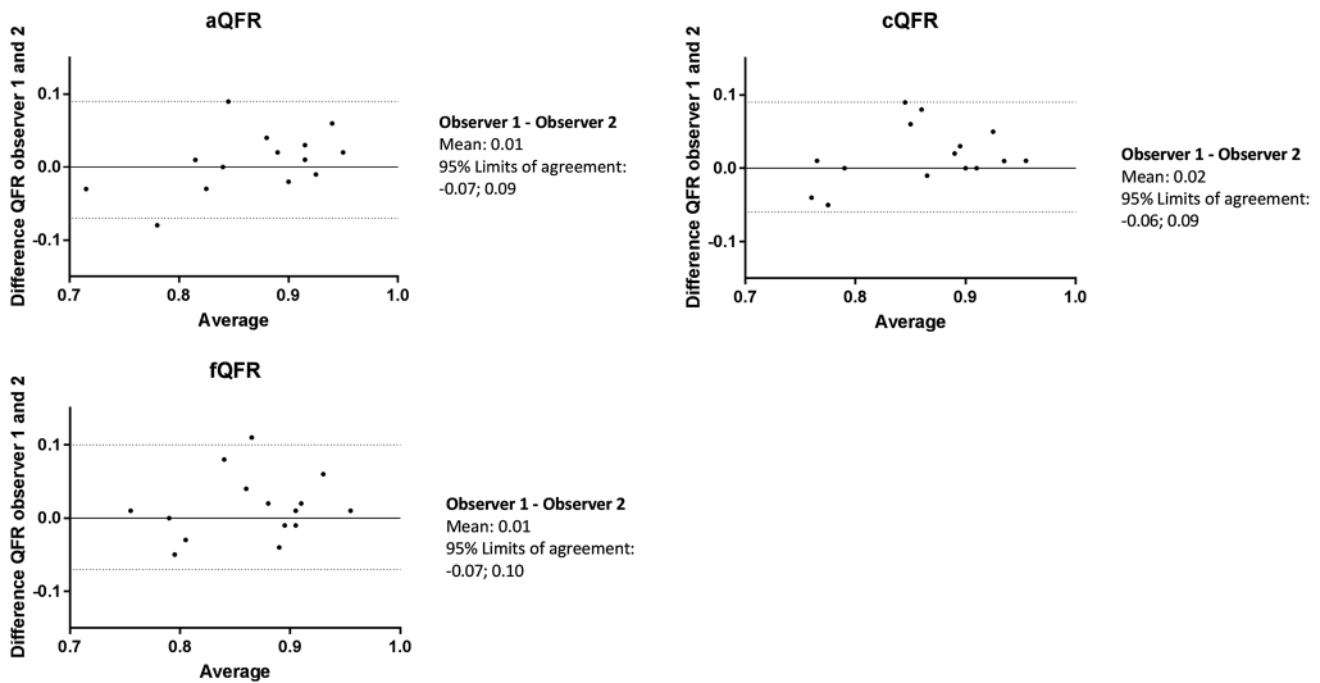 aQFR
Difference QFR observer 1 and 2
0.1
0.0
-0.1
0.7 0.8 0.9 1.0
Average
Observer 1 - Observer 2
Mean: 0.01
95% Limits of agreement:
-0.07; 0.09
cQFR
Difference QFR observer 1 and 2
0.1
0.0
-0.1
0.7 0.8 0.9 1.0
Average
Observer 1 - Observer 2
Mean: 0.02
95% Limits of agreement:
-0.06; 0.09
fQFR
Difference QFR observer 1 and 2
0.1
0.0
-0.1
0.7 0.8 0.9 1.0
Average
Observer 1 - Observer 2
Mean: 0.01
95% Limits of agreement:
-0.07; 0.10